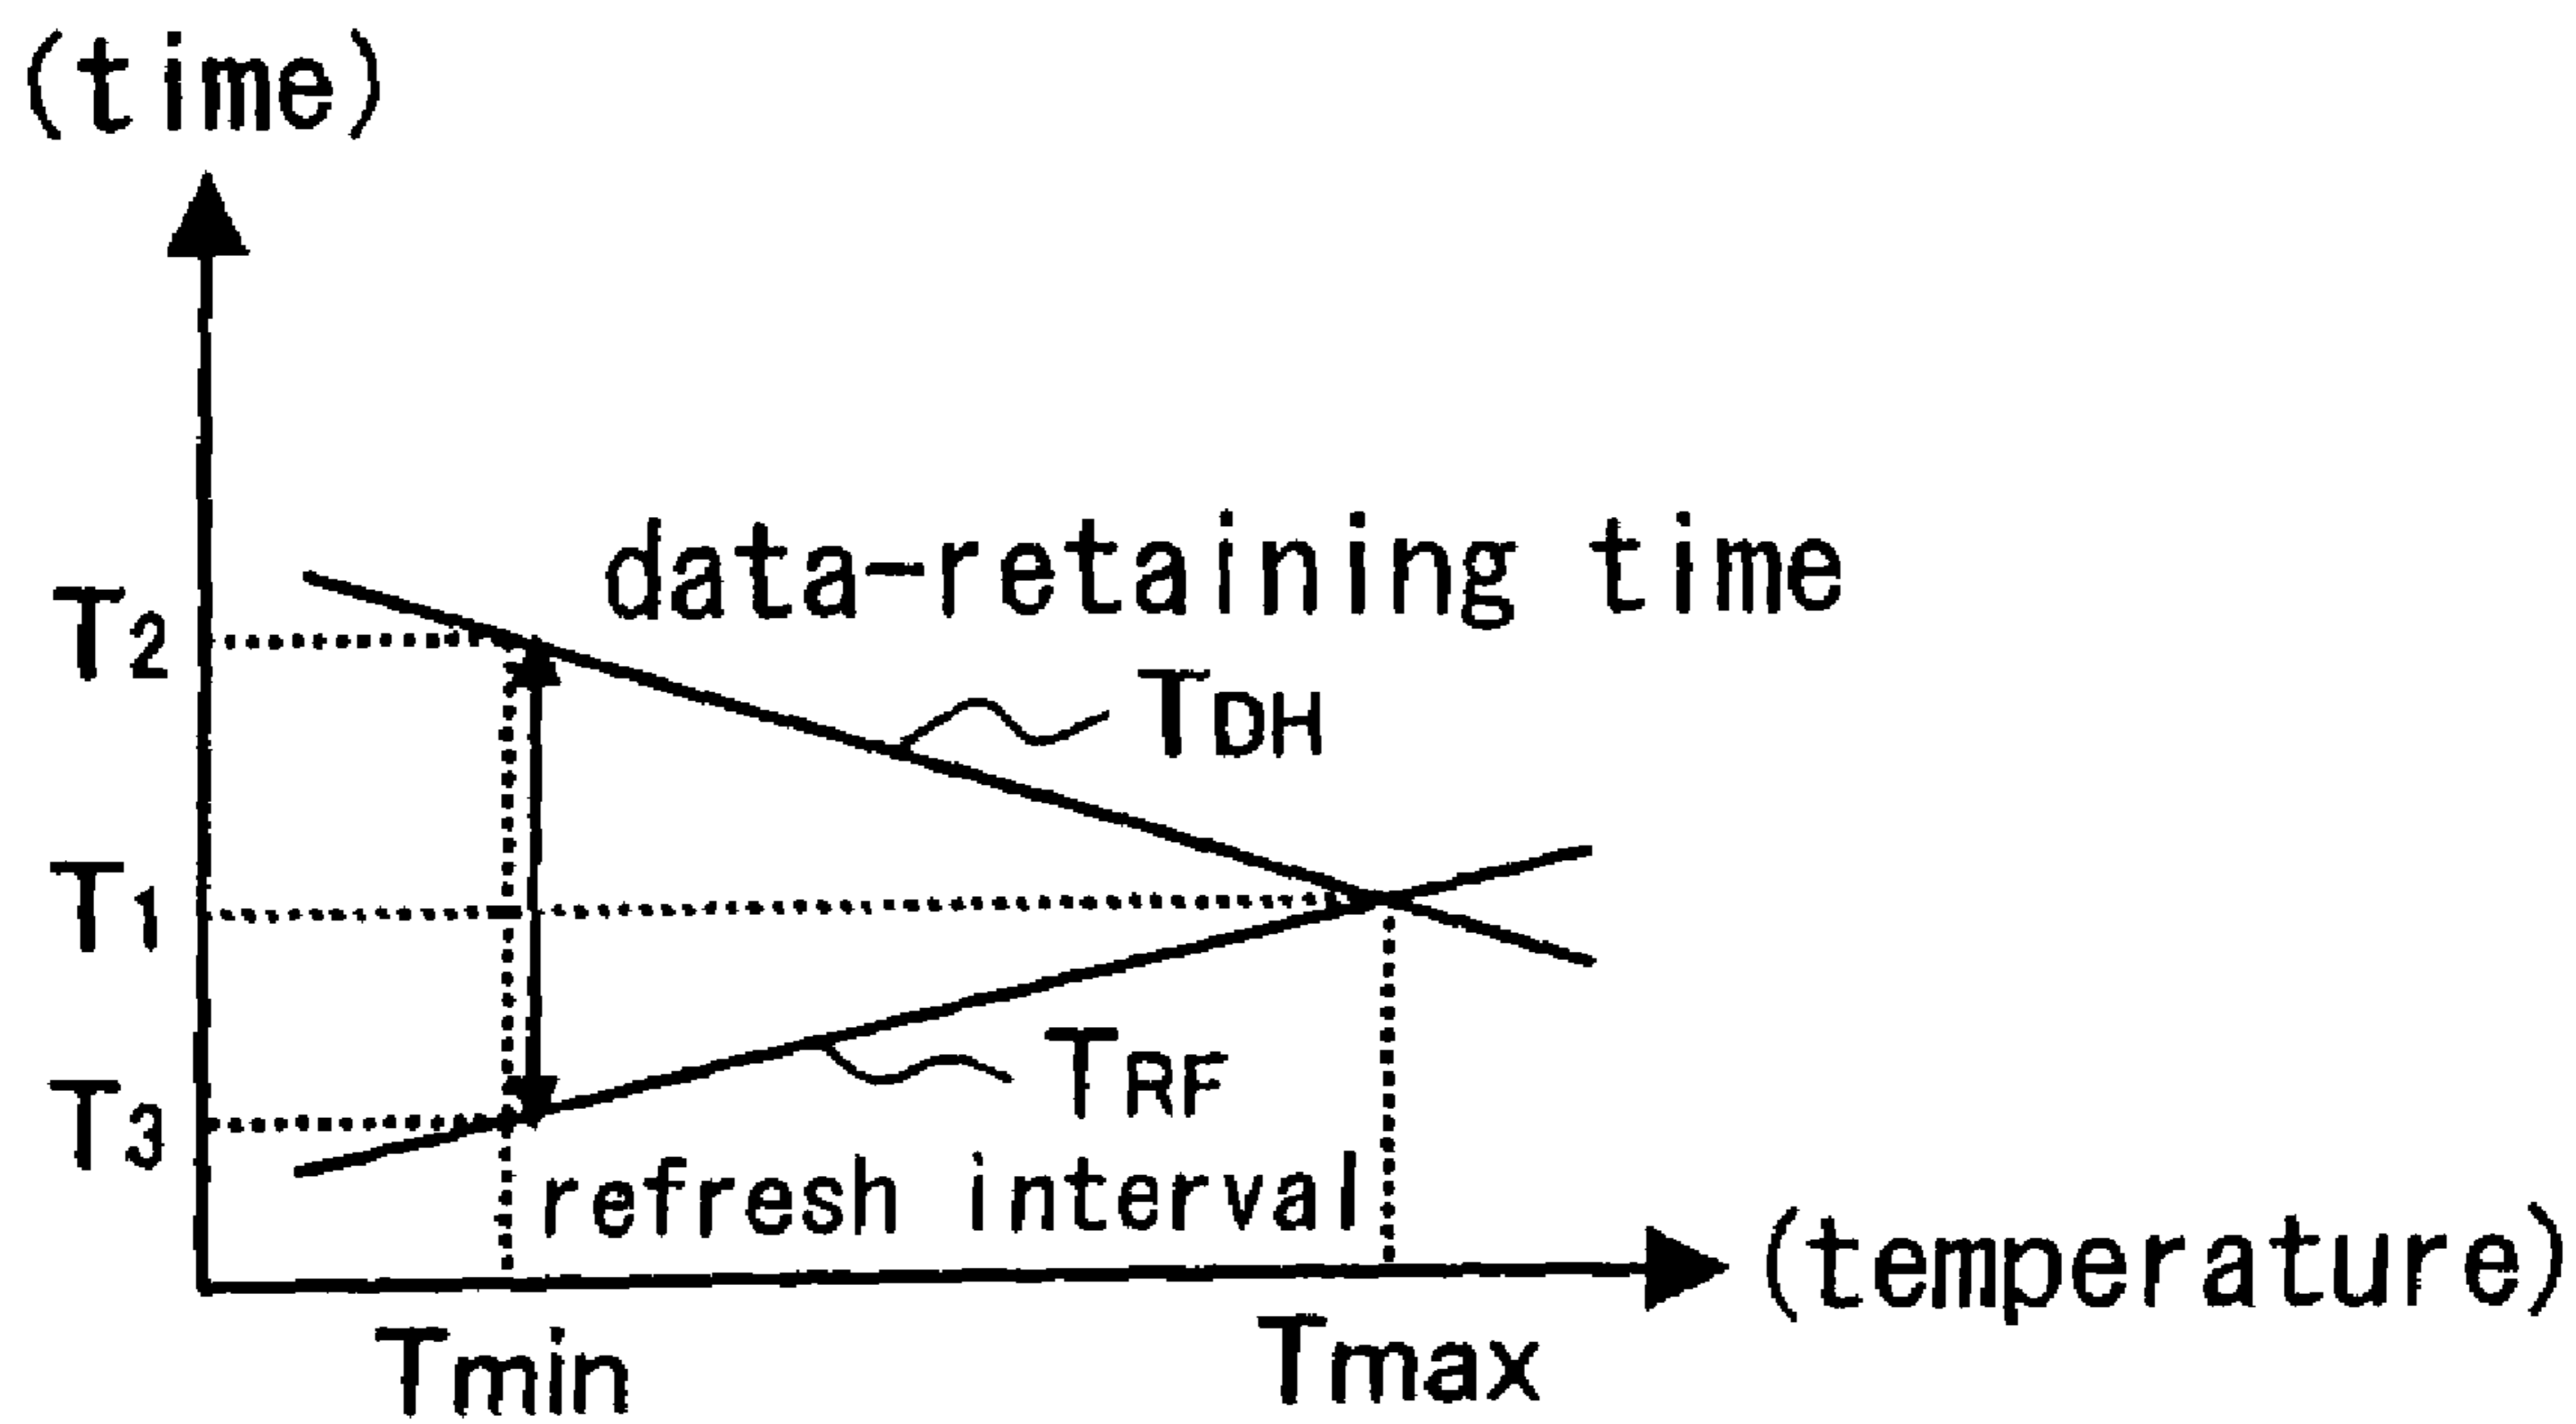 (time)
data-retaining time
T2
TDH
T1
TRF
T3
refresh interval
(temperature)
Tmin
Tmax